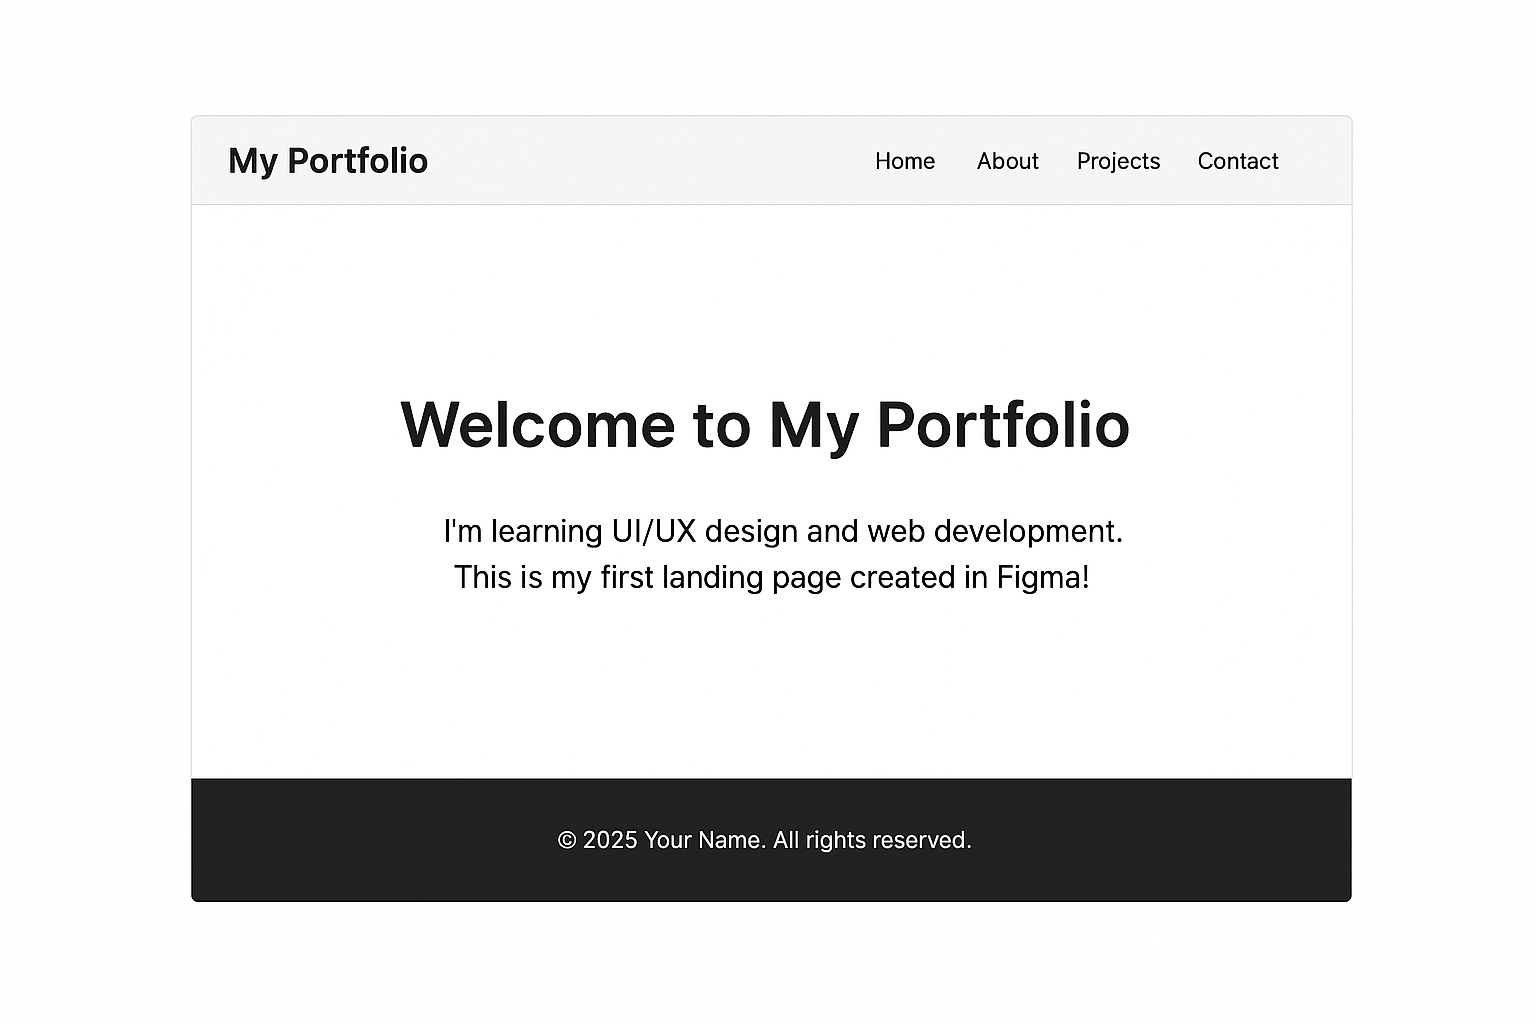 My Portfolio
Home About Projects Contact
Welcome to My Portfolio
I'm learning UI/UX design and web development.
This is my first landing page created in Figma!
© 2025 Your Name. All rights reserved.